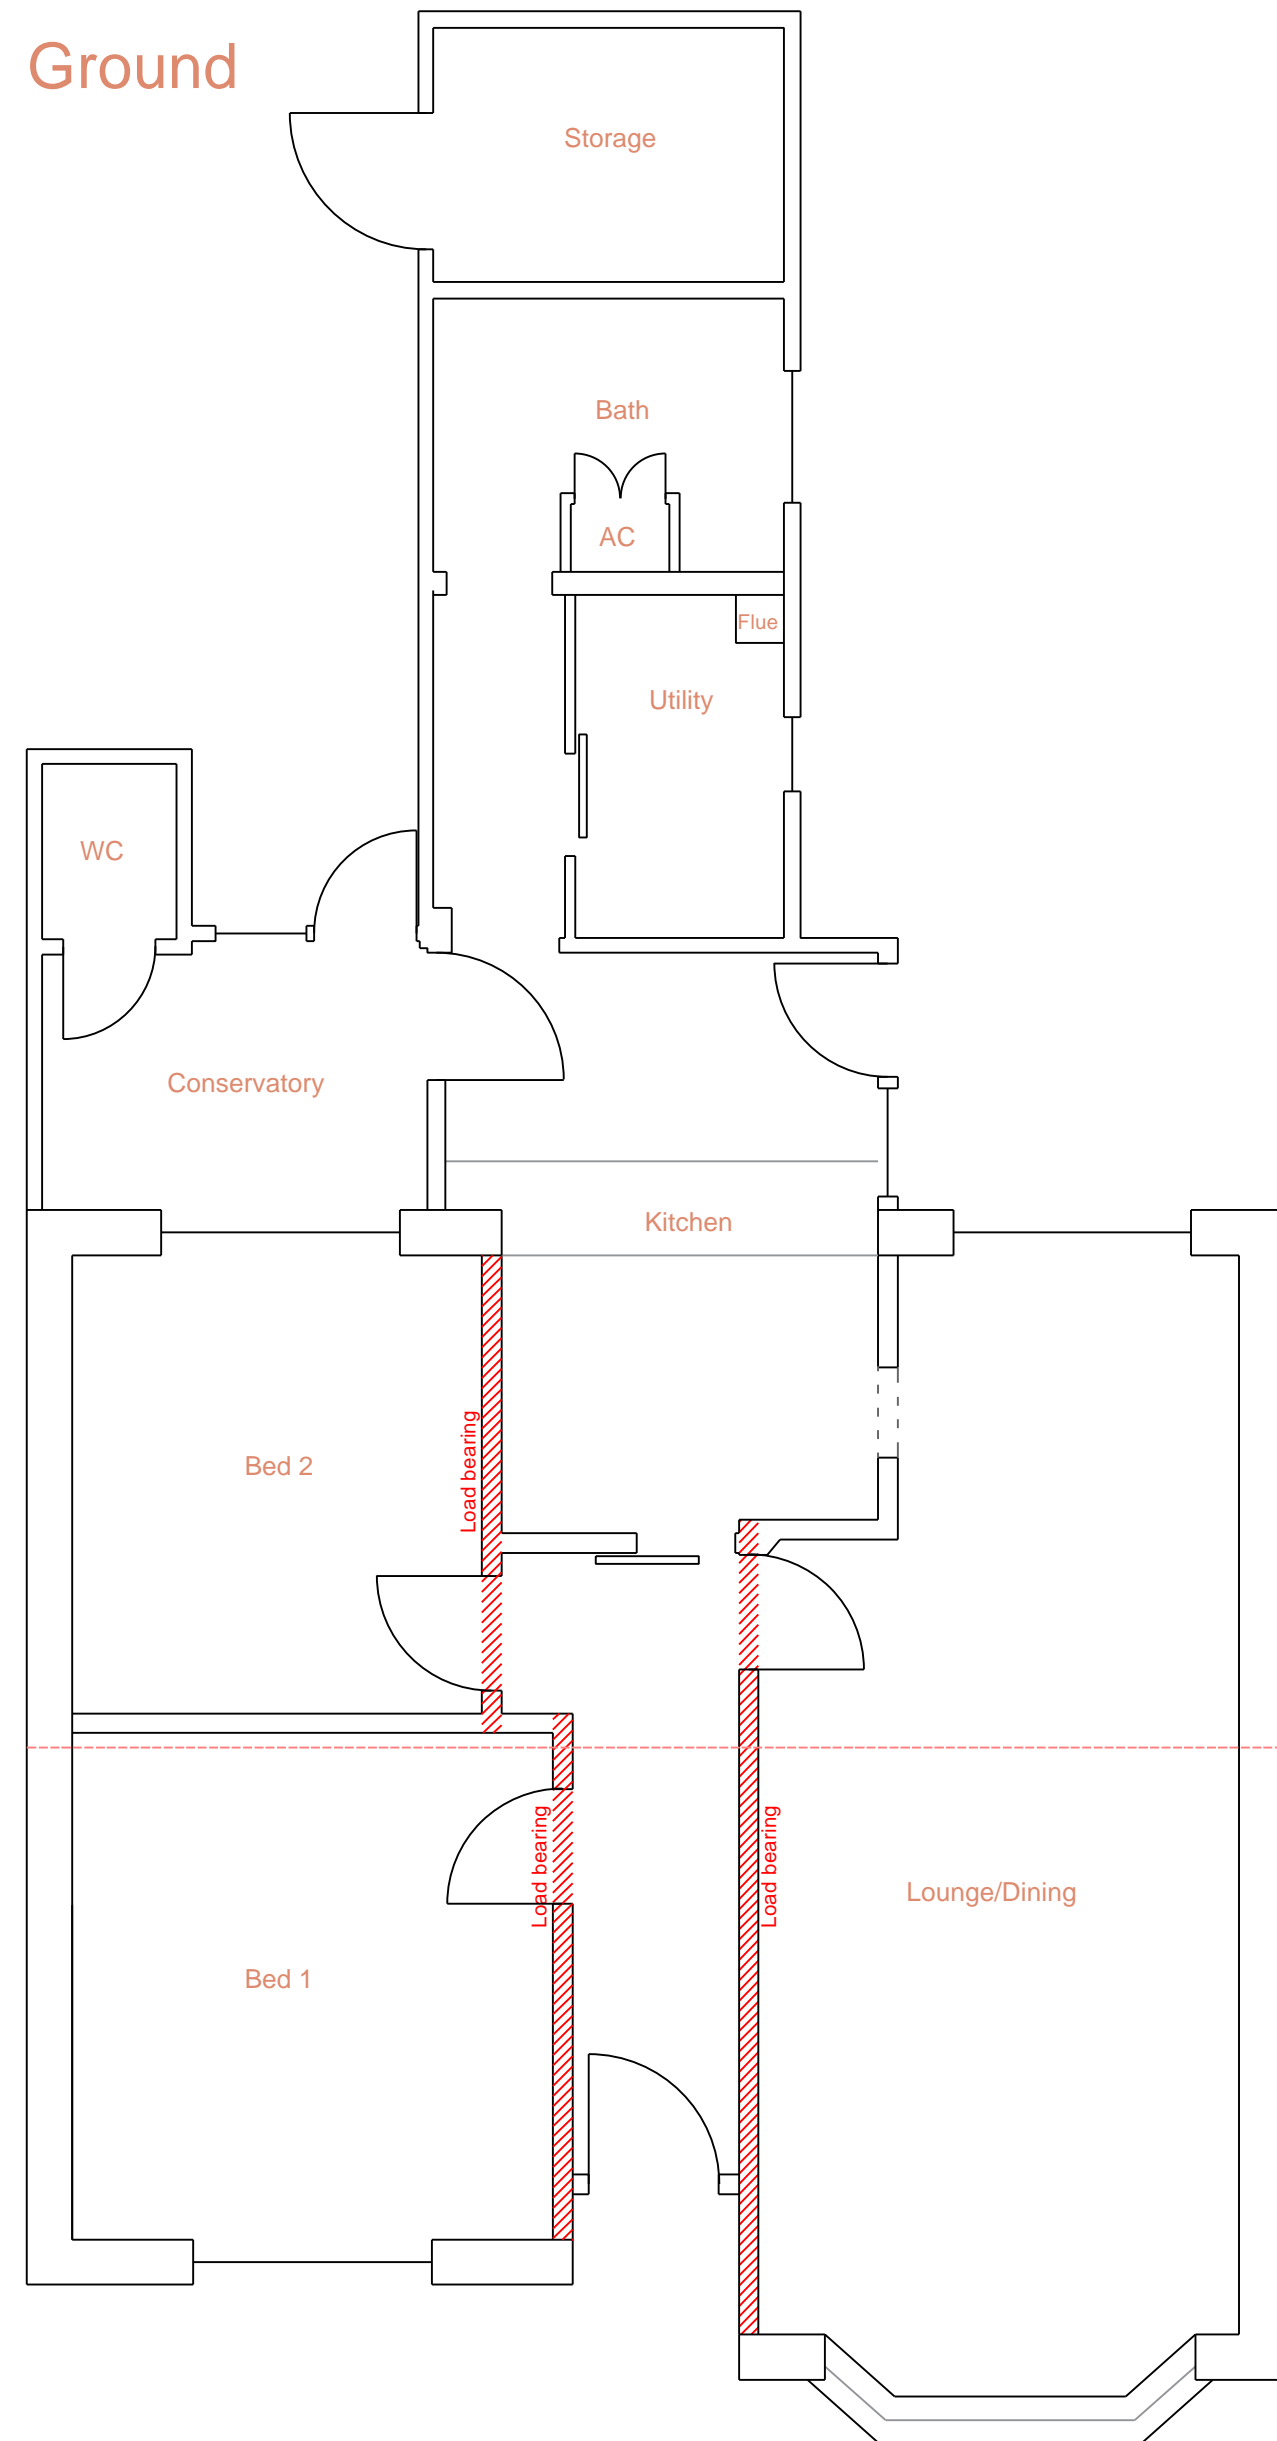 Ground
Storage
Bath
AC
Flue
Utility
WC
Conservatory
Kitchen
Load bearing
Bed 2
Load bearing
Load bearing
Lounge/Dining
Bed 1